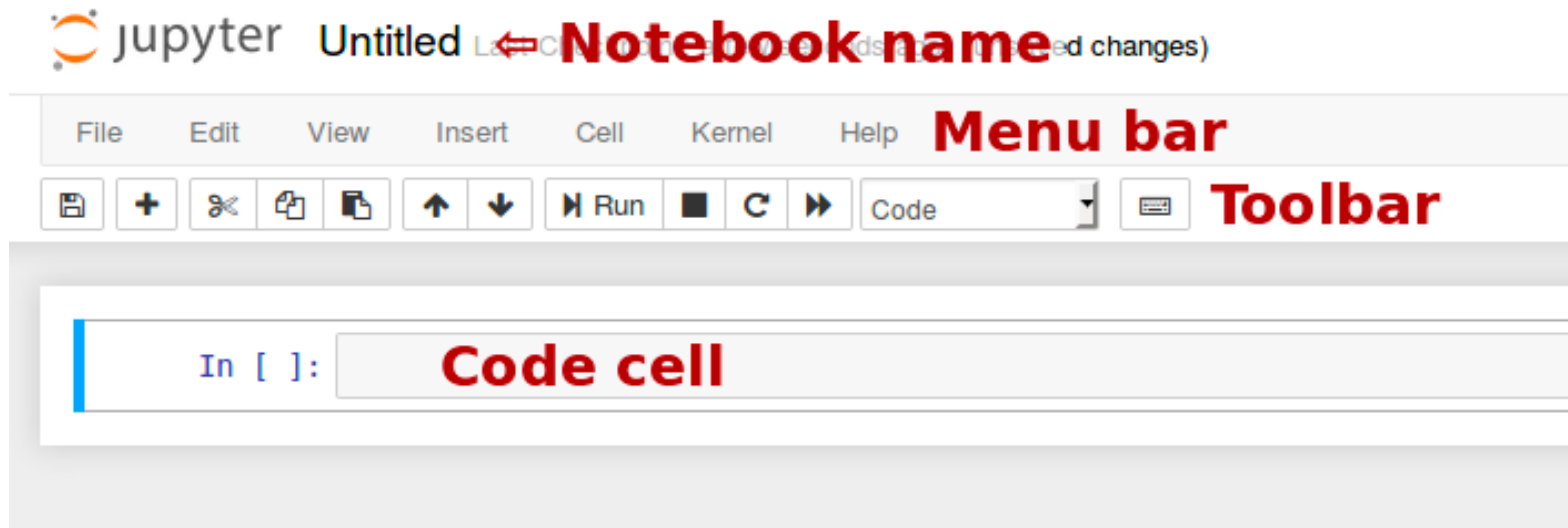 jupyter Untitled ⇐ Notebook name d changes)
File Edit View Insert Cell Kernel Help Menu bar
Run Code Toolbar
In [ ]: Code cell